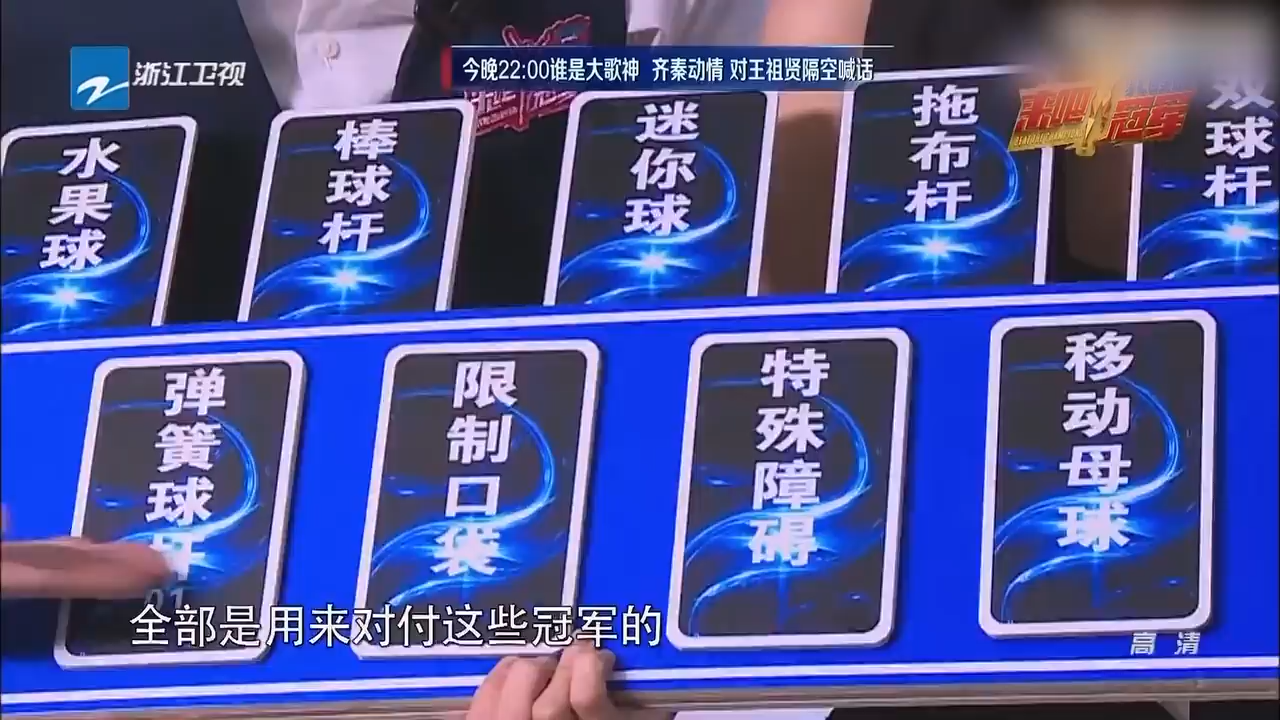 浙江卫视
今晚22:00谁是大歌神 齐秦动情 对王祖贤隔空喊话
来吧冠军
水果球
棒球杆
迷你球
拖布杆
双球杆
弹簧球杆
限制口袋
特殊障碍
移动母球
01
全部是用来对付这些冠军的
高清